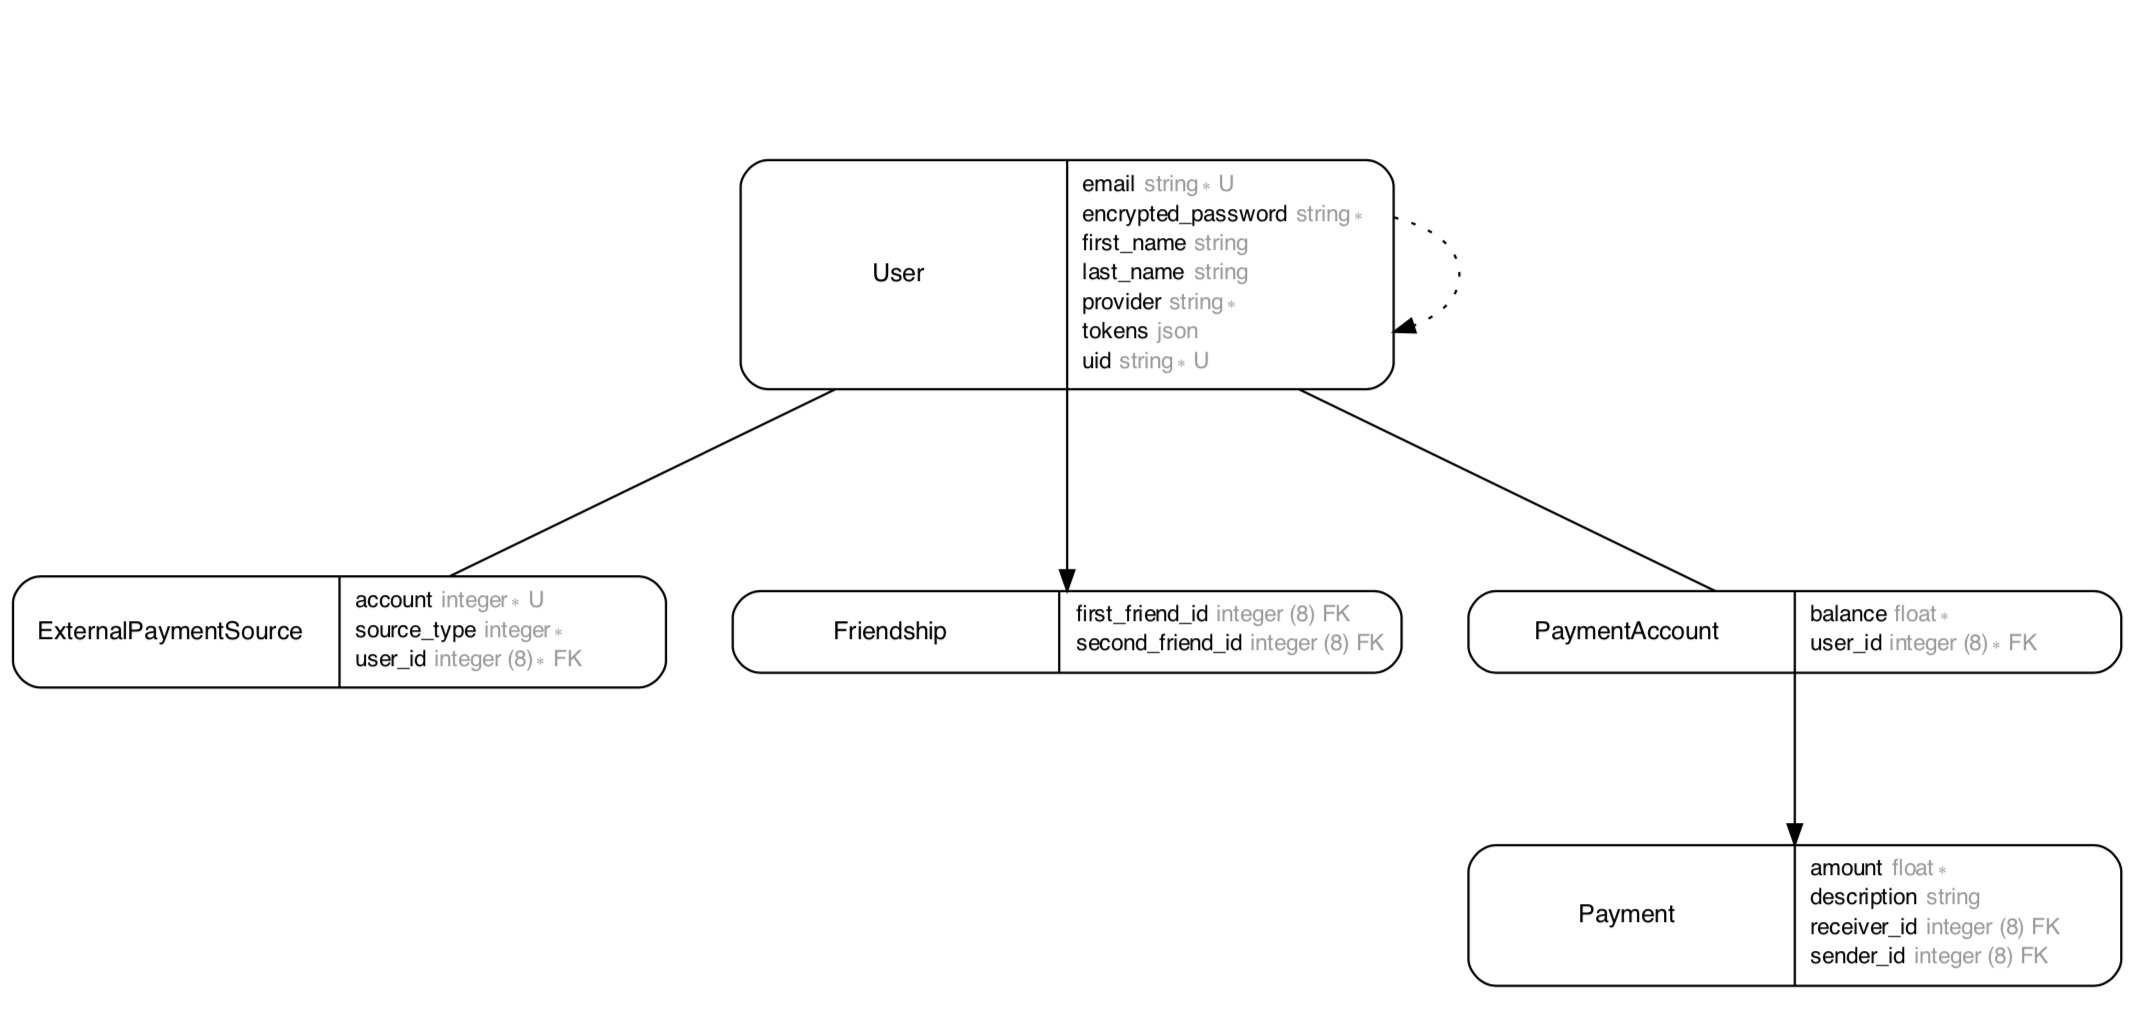 User
email string* U
encrypted_password string*
first_name string
last_name string
provider string*
tokens json
uid string* U
ExternalPaymentSource
account integer* U
source_type integer*
user_id integer (8)* FK
Friendship
first_friend_id integer (8) FK
second_friend_id integer (8) FK
PaymentAccount
balance float*
user_id integer (8)* FK
Payment
amount float*
description string
receiver_id integer (8) FK
sender_id integer (8) FK